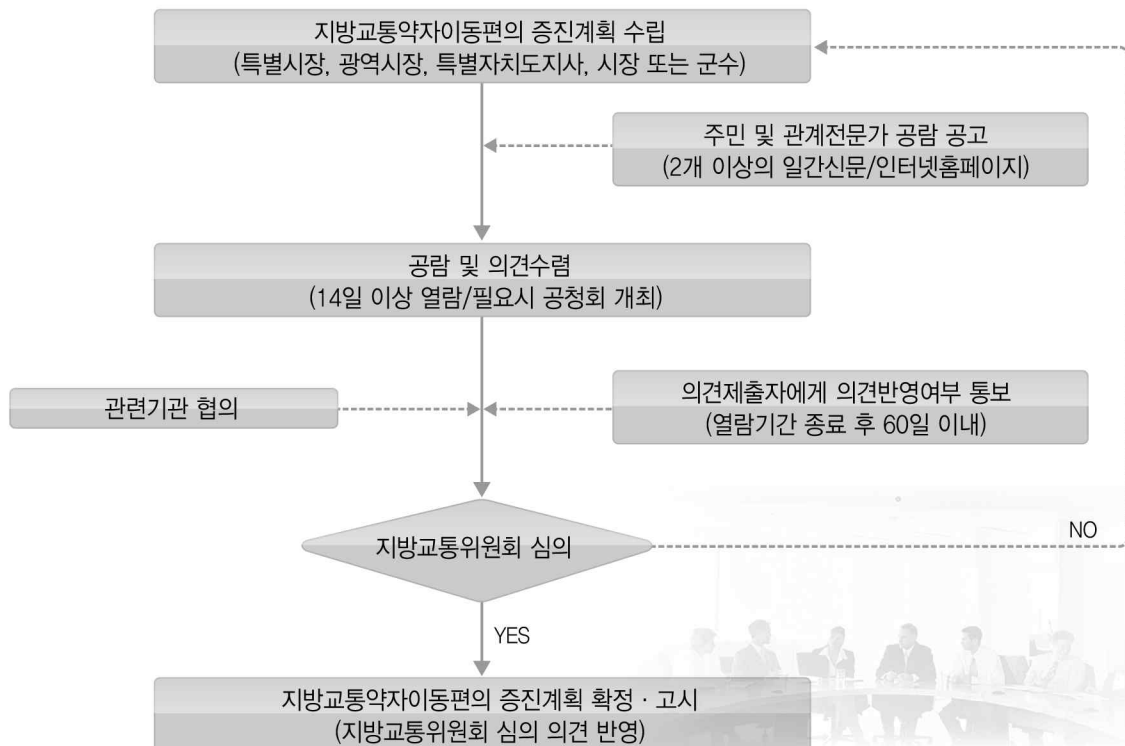 지방교통약자이동편의 증진계획 수립
(특별시장, 광역시장, 특별자치도지사, 시장 또는 군수)
주민 및 관계전문가 공람 공고
(2개 이상의 일간신문/인터넷홈페이지)
공람 및 의견수렴
(14일 이상 열람/필요시 공청회 개최)
관련기관 협의
의견제출자에게 의견반영여부 통보
(열람기간 종료 후 60일 이내)
지방교통위원회 심의
NO
YES
지방교통약자이동편의 증진계획 확정 · 고시
(지방교통위원회 심의 의견 반영)